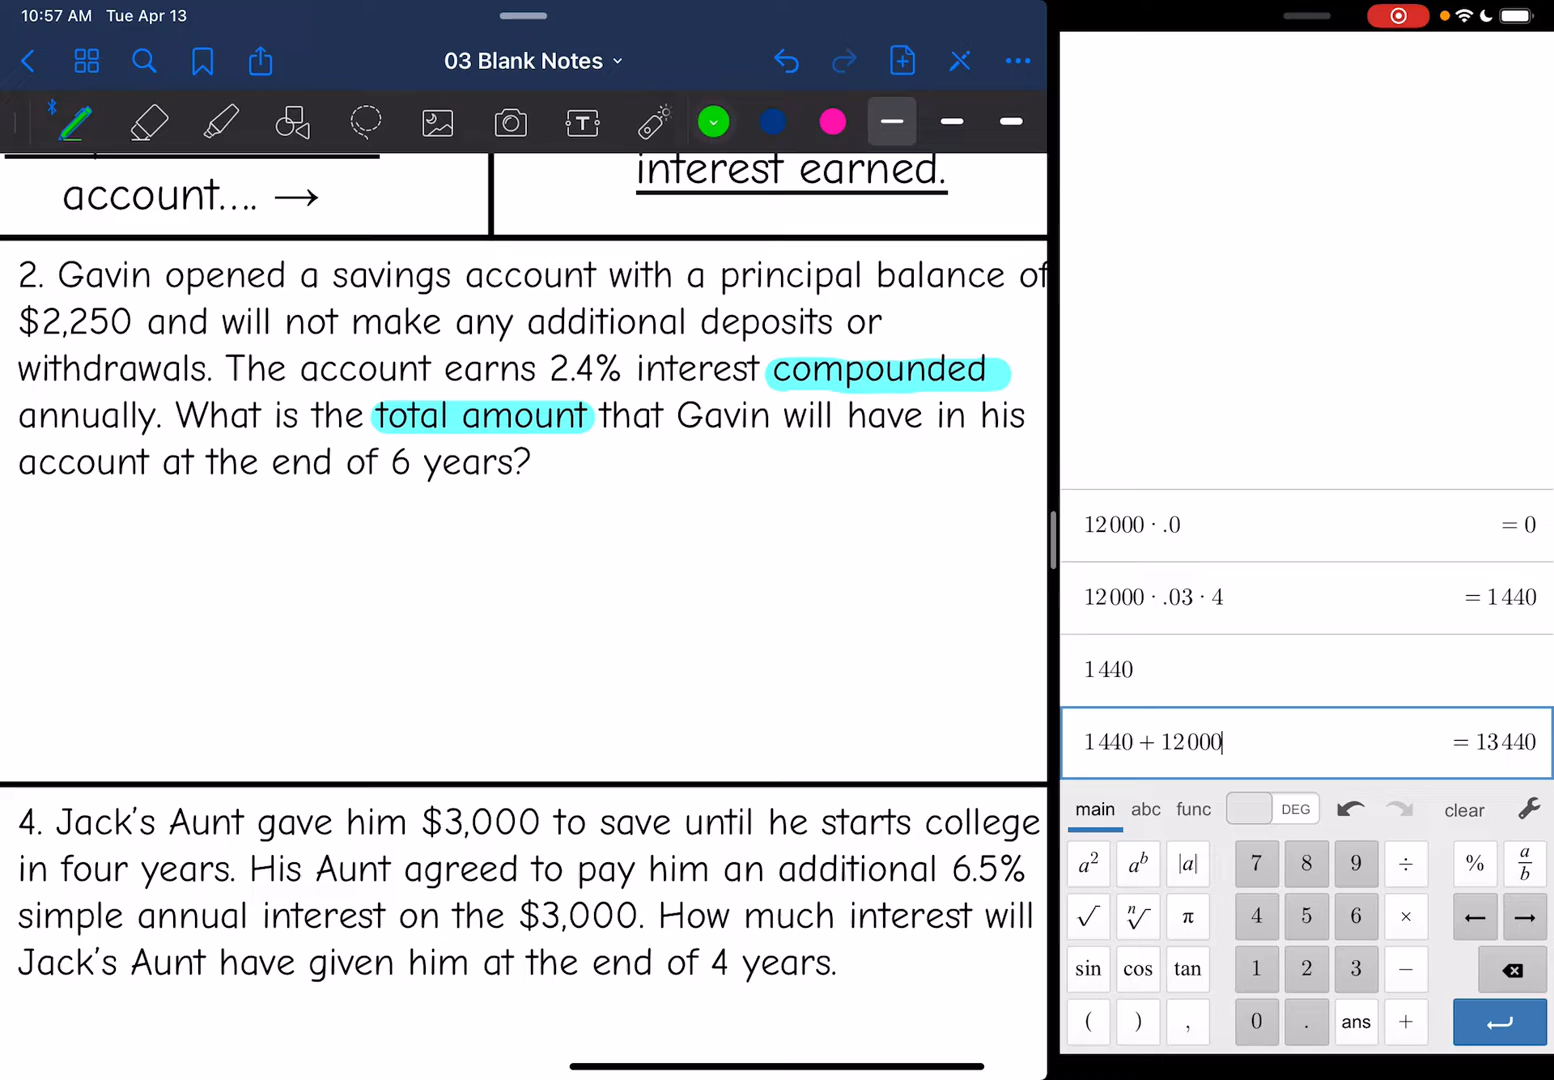 10:57 AM Tue Apr 13
03 Blank Notes
T
account.... →
interest earned.
2. Gavin opened a savings account with a principal balance of
$2,250 and will not make any additional deposits or
withdrawals. The account earns 2.4% interest compounded
annually. What is the total amount that Gavin will have in his
account at the end of 6 years?
4. Jack's Aunt gave him $3,000 to save until he starts college
in four years. His Aunt agreed to pay him an additional 6.5%
simple annual interest on the $3,000. How much interest will
Jack's Aunt have given him at the end of 4 years.
12000 · .0 = 0
12000 · .03 · 4 = 1440
1440
1440 + 12000 = 13440
main abc func DEG clear
a² aᵇ |a| 7 8 9 ÷ % a/b
√ ⁿ√ π 4 5 6 × ← →
sin cos tan 1 2 3 −
( ) , 0 . ans +